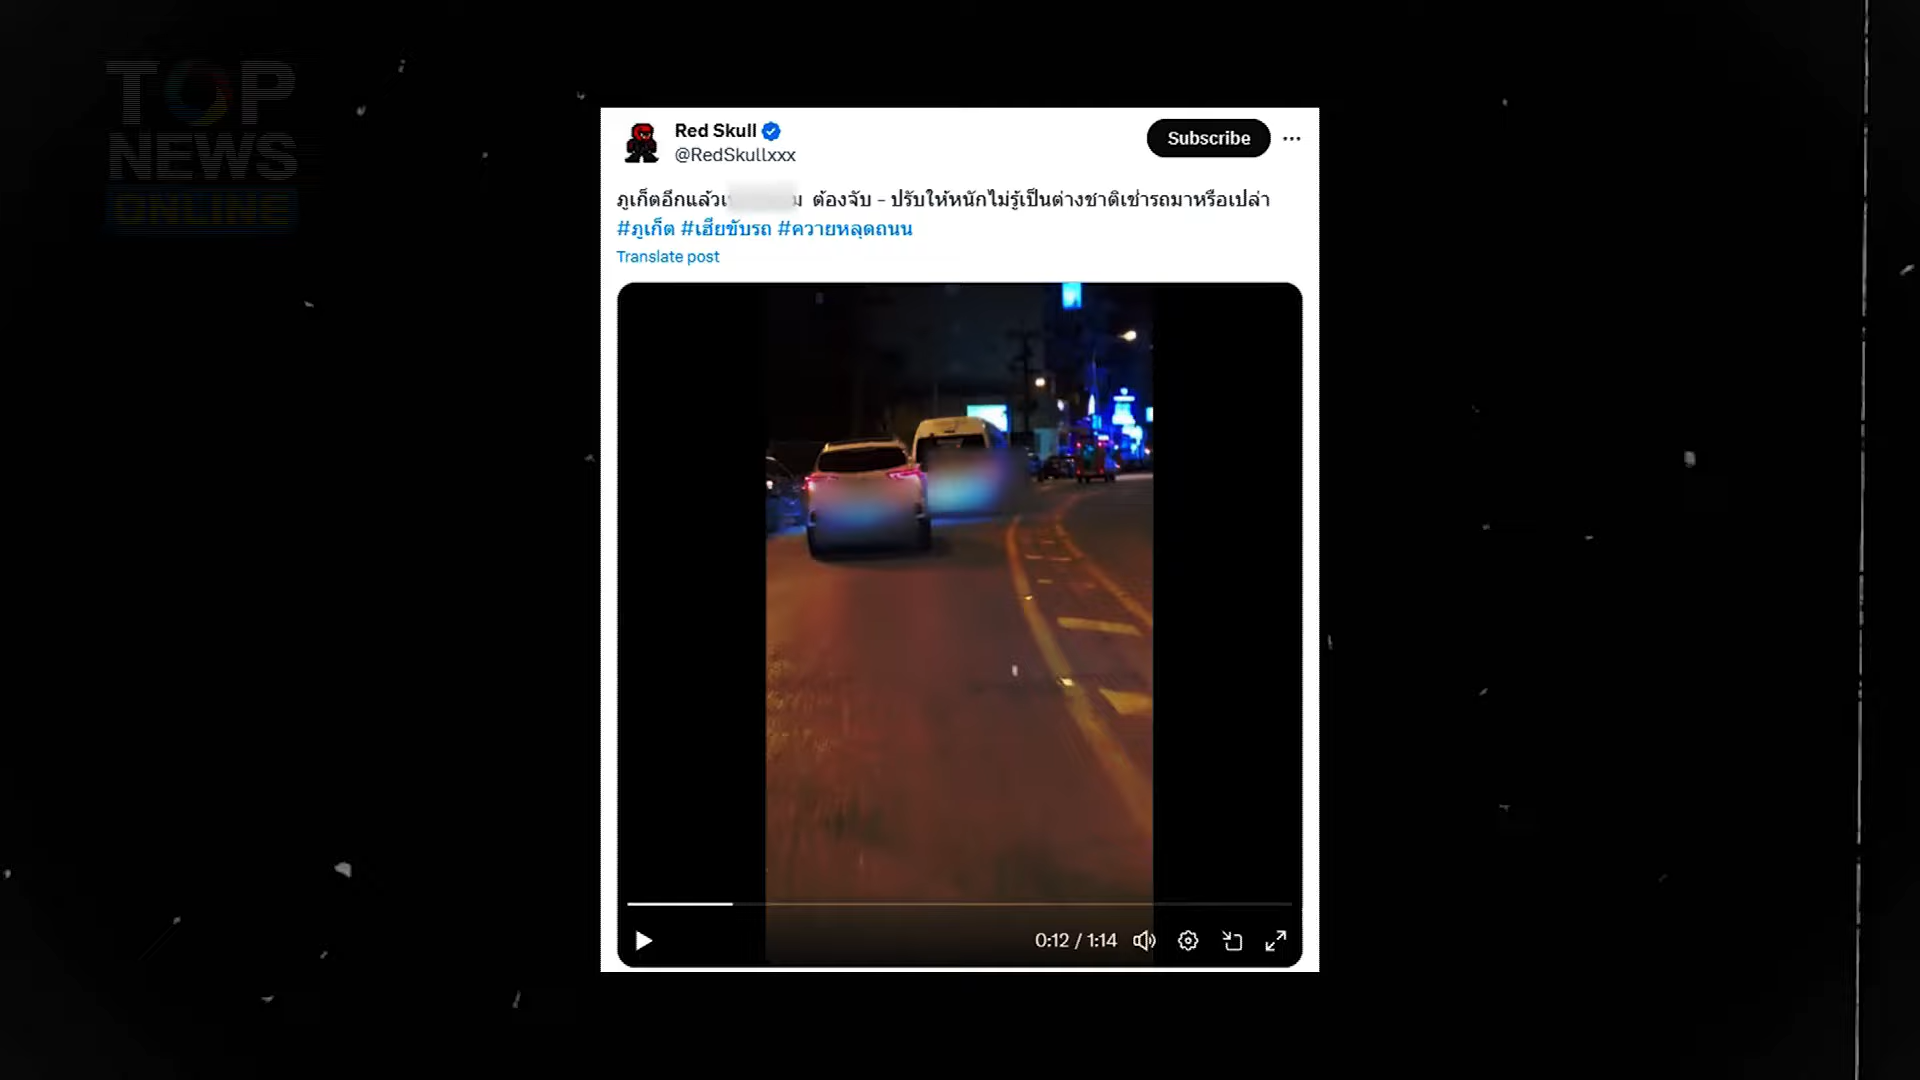 TOP
NEWS
ONLINE
Red Skull
@RedSkullxxx
Subscribe
ภูเก็ตอีกแล้ว ต้องจับ - ปรับให้หนักไม่รู้เป็นต่างชาติเช่ารถมาหรือเปล่า
#ภูเก็ต #เฮียขับรถ #ควายหลุดถนน
Translate post
0:12 / 1:14